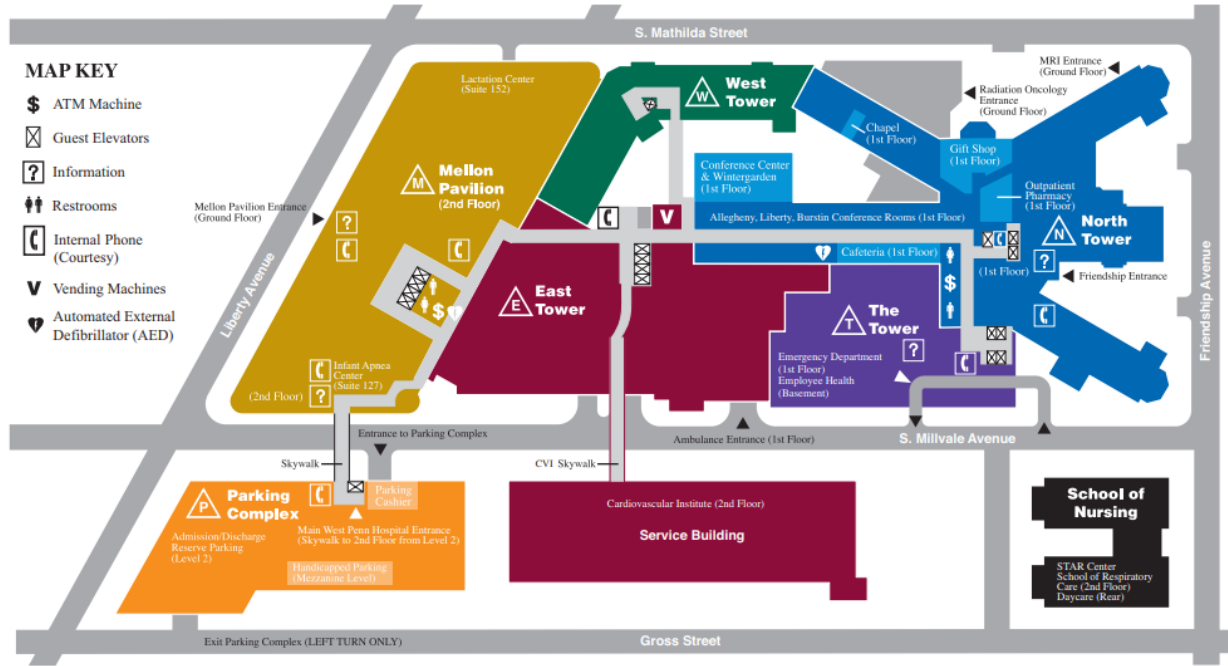 S. Mathilda Street
MAP KEY
$ ATM Machine
Guest Elevators
? Information
Restrooms
Internal Phone
(Courtesy)
V Vending Machines
Automated External
Defibrillator (AED)
Lactation Center
(Suite 152)
W
West
Tower
MRI Entrance
(Ground Floor)
Radiation Oncology
Entrance
(Ground Floor)
Chapel
(1st Floor)
Gift Shop
(1st Floor)
Conference Center
& Wintergarden
(1st Floor)
Outpatient
Pharmacy
(1st Floor)
M
Mellon
Pavilion
(2nd Floor)
Mellon Pavilion Entrance
(Ground Floor)
?
V
Allegheny, Liberty, Burstin Conference Rooms (1st Floor)
Cafeteria (1st Floor)
N
North
Tower
(1st Floor)
?
Friendship Entrance
Liberty Avenue
Friendship Avenue
$
E
East
Tower
$
T
The
Tower
Emergency Department
(1st Floor)
Employee Health
(Basement)
?
Infant Apnea
Center
(Suite 127)
(2nd Floor)
?
Entrance to Parking Complex
Ambulance Entrance (1st Floor)
S. Millvale Avenue
Skywalk
CVI Skywalk
P
Parking
Complex
Parking
Cashier
Admission/Discharge
Reserve Parking
(Level 2)
Main West Penn Hospital Entrance
(Skywalk to 2nd Floor from Level 2)
Handicapped Parking
(Mezzanine Level)
Cardiovascular Institute (2nd Floor)
Service Building
School of
Nursing
STAR Center
School of Respiratory
Care (2nd Floor)
Daycare (Rear)
Exit Parking Complex (LEFT TURN ONLY)
Gross Street